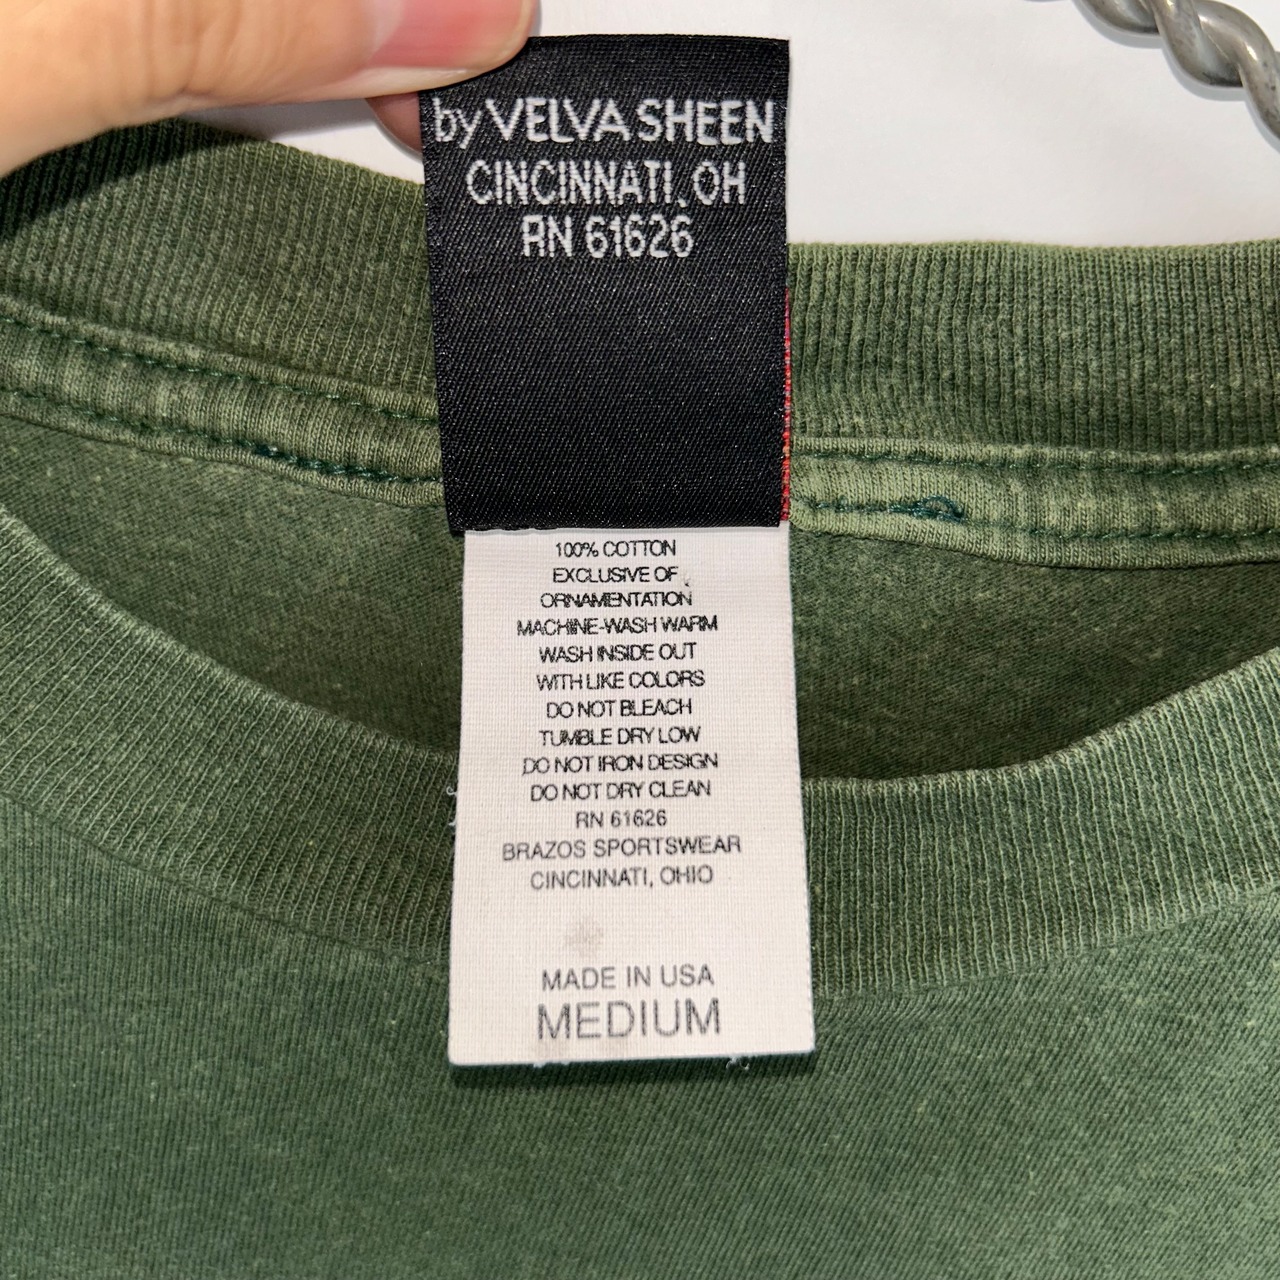 by VELVA SHEEN
CINCINNATI, OH
RN 61626
100% COTTON
EXCLUSIVE OF
ORNAMENTATION
MACHINE-WASH WARM
WASH INSIDE OUT
WITH LIKE COLORS
DO NOT BLEACH
TUMBLE DRY LOW
DO NOT IRON DESIGN
DO NOT DRY CLEAN
RN 61626
BRAZOS SPORTSWEAR
CINCINNATI, OHIO
MADE IN USA
MEDIUM